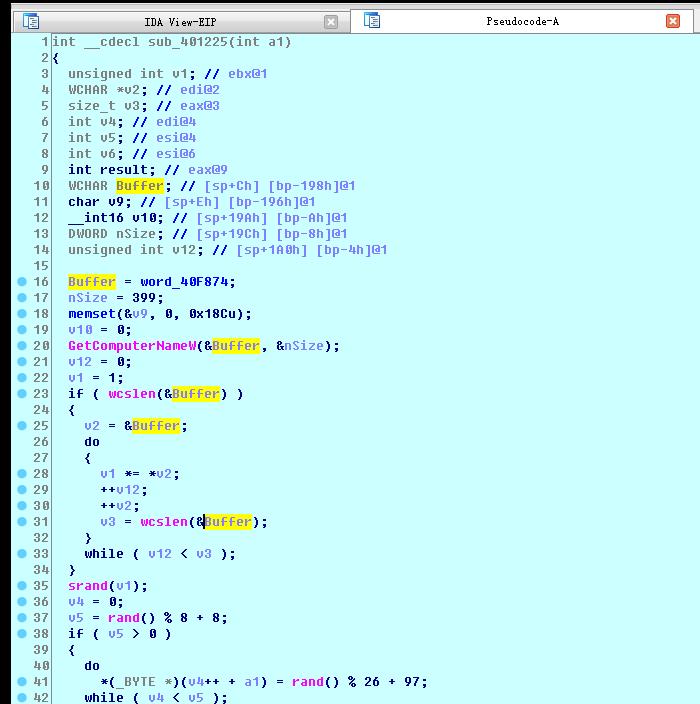 IDA View-EIP
Pseudocode-A
1 int __cdecl sub_401225(int a1)
2 {
3 unsigned int v1; // ebx@1
4 WCHAR *v2; // edi@2
5 size_t v3; // eax@3
6 int v4; // edi@4
7 int v5; // esi@4
8 int v6; // esi@6
9 int result; // eax@9
10 WCHAR Buffer; // [sp+Ch] [bp-198h]@1
11 char v9; // [sp+Eh] [bp-196h]@1
12 __int16 v10; // [sp+19Ah] [bp-Ah]@1
13 DWORD nSize; // [sp+19Ch] [bp-8h]@1
14 unsigned int v12; // [sp+1A0h] [bp-4h]@1
15
16 Buffer = word_40F874;
17 nSize = 399;
18 memset(&v9, 0, 0x18Cu);
19 v10 = 0;
20 GetComputerNameW(&Buffer, &nSize);
21 v12 = 0;
22 v1 = 1;
23 if ( wcslen(&Buffer) )
24 {
25 v2 = &Buffer;
26 do
27 {
28 v1 *= *v2;
29 ++v12;
30 ++v2;
31 v3 = wcslen(&Buffer);
32 }
33 while ( v12 < v3 );
34 }
35 srand(v1);
36 v4 = 0;
37 v5 = rand() % 8 + 8;
38 if ( v5 > 0 )
39 {
40 do
41 *(_BYTE *)(v4++ + a1) = rand() % 26 + 97;
42 while ( v4 < v5 );